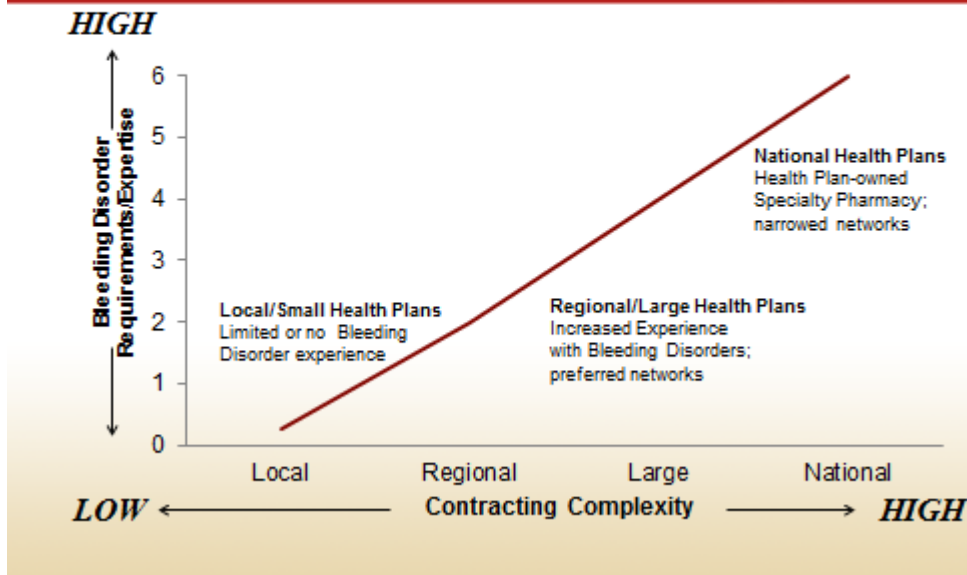 HIGH
Bleeding Disorder
Requirements/Expertise
6
5
4
3
2
1
0
National Health Plans
Health Plan-owned
Specialty Pharmacy;
narrowed networks
Local/Small Health Plans
Limited or no Bleeding
Disorder experience
Regional/Large Health Plans
Increased Experience
with Bleeding Disorders;
preferred networks
Local Regional Large National
LOW Contracting Complexity HIGH